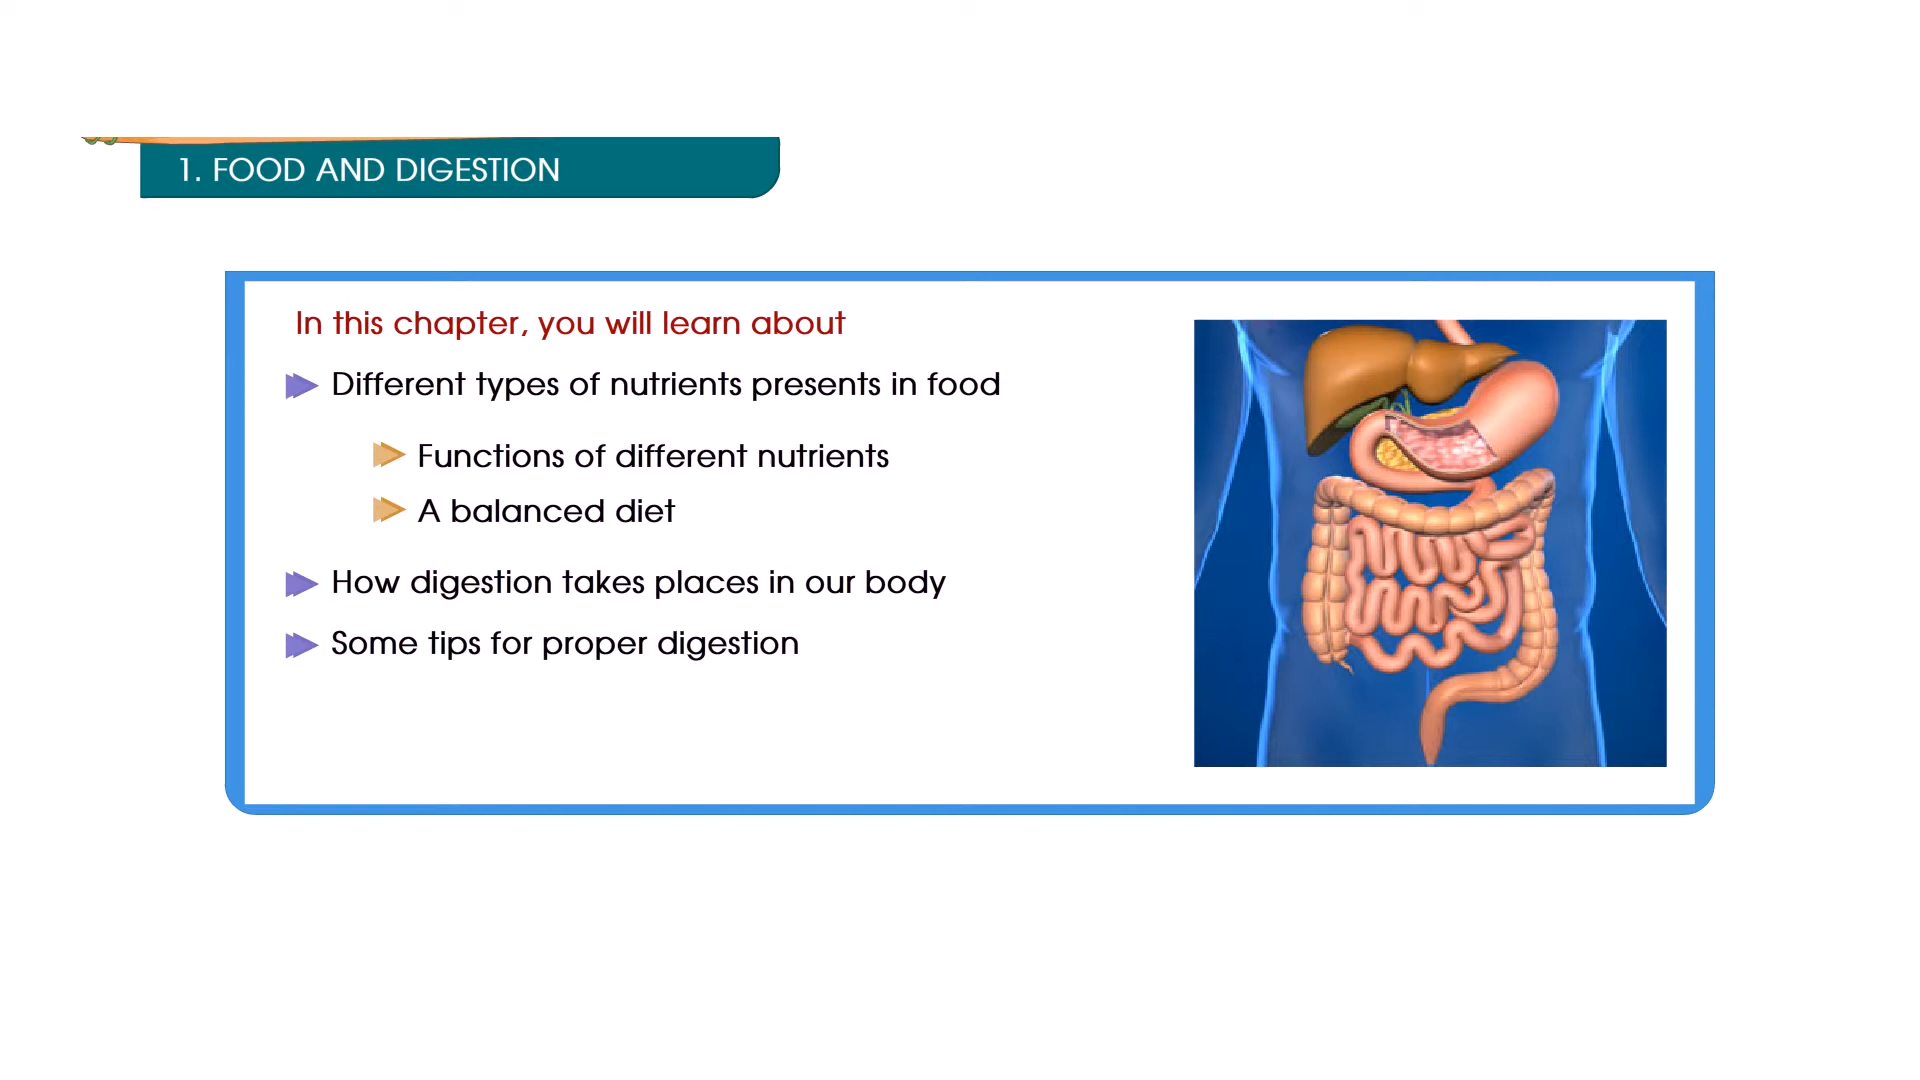 1. FOOD AND DIGESTION
In this chapter, you will learn about
Different types of nutrients presents in food
Functions of different nutrients
A balanced diet
How digestion takes places in our body
Some tips for proper digestion